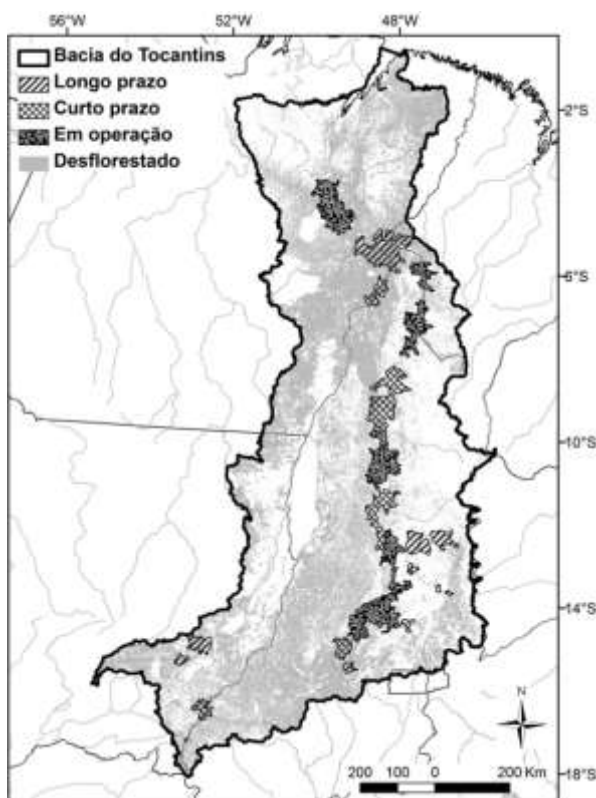 56°W 52°W 48°W
Bacia do Tocantins
Longo prazo
Curto prazo
Em operação
Desflorestado
2°S
6°S
10°S
14°S
N
18°S
200 100 0 200 Km